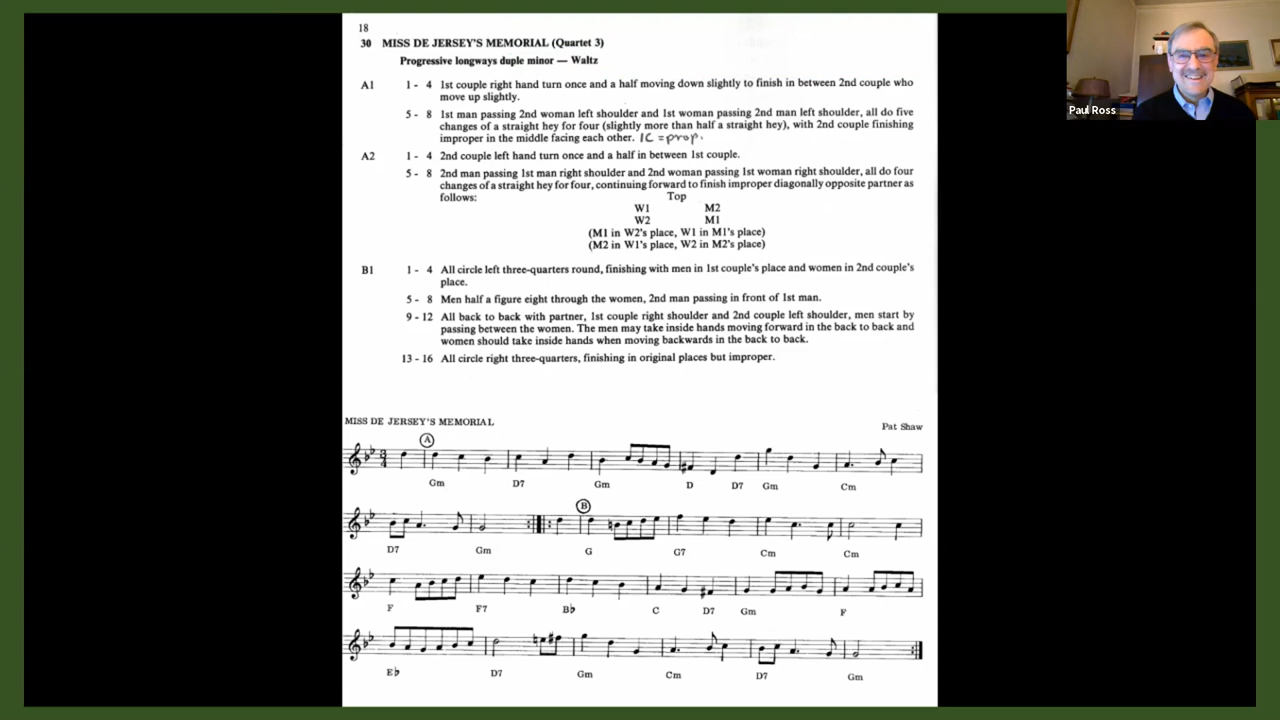 18
30 MISS DE JERSEY'S MEMORIAL (Quartet 3)
Progressive longways duple minor — Waltz
A1 1 - 4 1st couple right hand turn once and a half moving down slightly to finish in between 2nd couple who
move up slightly.
5 - 8 1st man passing 2nd woman left shoulder and 1st woman passing 2nd man left shoulder, all do five
changes of a straight hey for four (slightly more than half a straight hey), with 2nd couple finishing
improper in the middle facing each other. 1C = prop.
A2 1 - 4 2nd couple left hand turn once and a half in between 1st couple.
5 - 8 2nd man passing 1st man right shoulder and 2nd woman passing 1st woman right shoulder, all do four
changes of a straight hey for four, continuing forward to finish improper diagonally opposite partner as
follows: Top
W1 M2
W2 M1
(M1 in W2's place, W1 in M1's place)
(M2 in W1's place, W2 in M2's place)
B1 1 - 4 All circle left three-quarters round, finishing with men in 1st couple's place and women in 2nd couple's
place.
5 - 8 Men half a figure eight through the women, 2nd man passing in front of 1st man.
9 - 12 All back to back with partner, 1st couple right shoulder and 2nd couple left shoulder, men start by
passing between the women. The men may take inside hands moving forward in the back to back and
women should take inside hands when moving backwards in the back to back.
13 - 16 All circle right three-quarters, finishing in original places but improper.
MISS DE JERSEY'S MEMORIAL Pat Shaw
A
3
4
Gm D7 Gm D D7 Gm Cm
B
D7 Gm G G7 Cm Cm
F F7 B♭ C D7 Gm F
E♭ D7 Gm Cm D7 Gm
Paul Ross